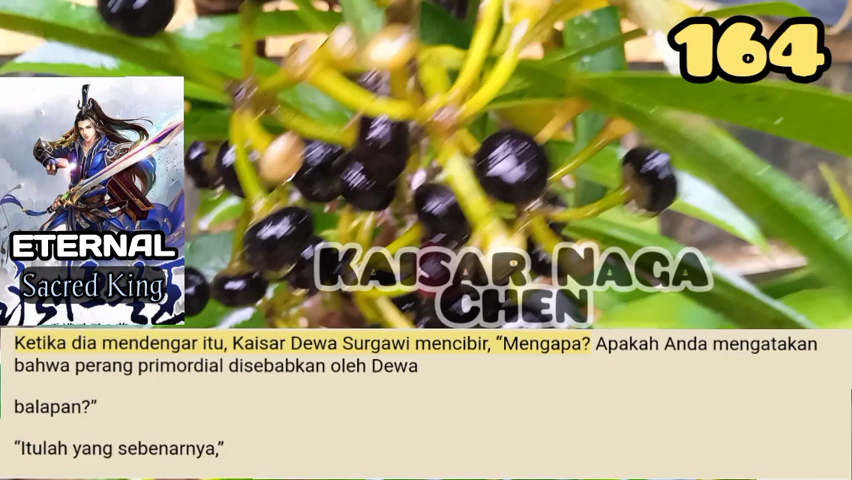 164
ETERNAL
Sacred King
KAISAR NAGA
CHEN
Ketika dia mendengar itu, Kaisar Dewa Surgawi mencibir, “Mengapa? Apakah Anda mengatakan
bahwa perang primordial disebabkan oleh Dewa
balapan?”
“Itulah yang sebenarnya,”